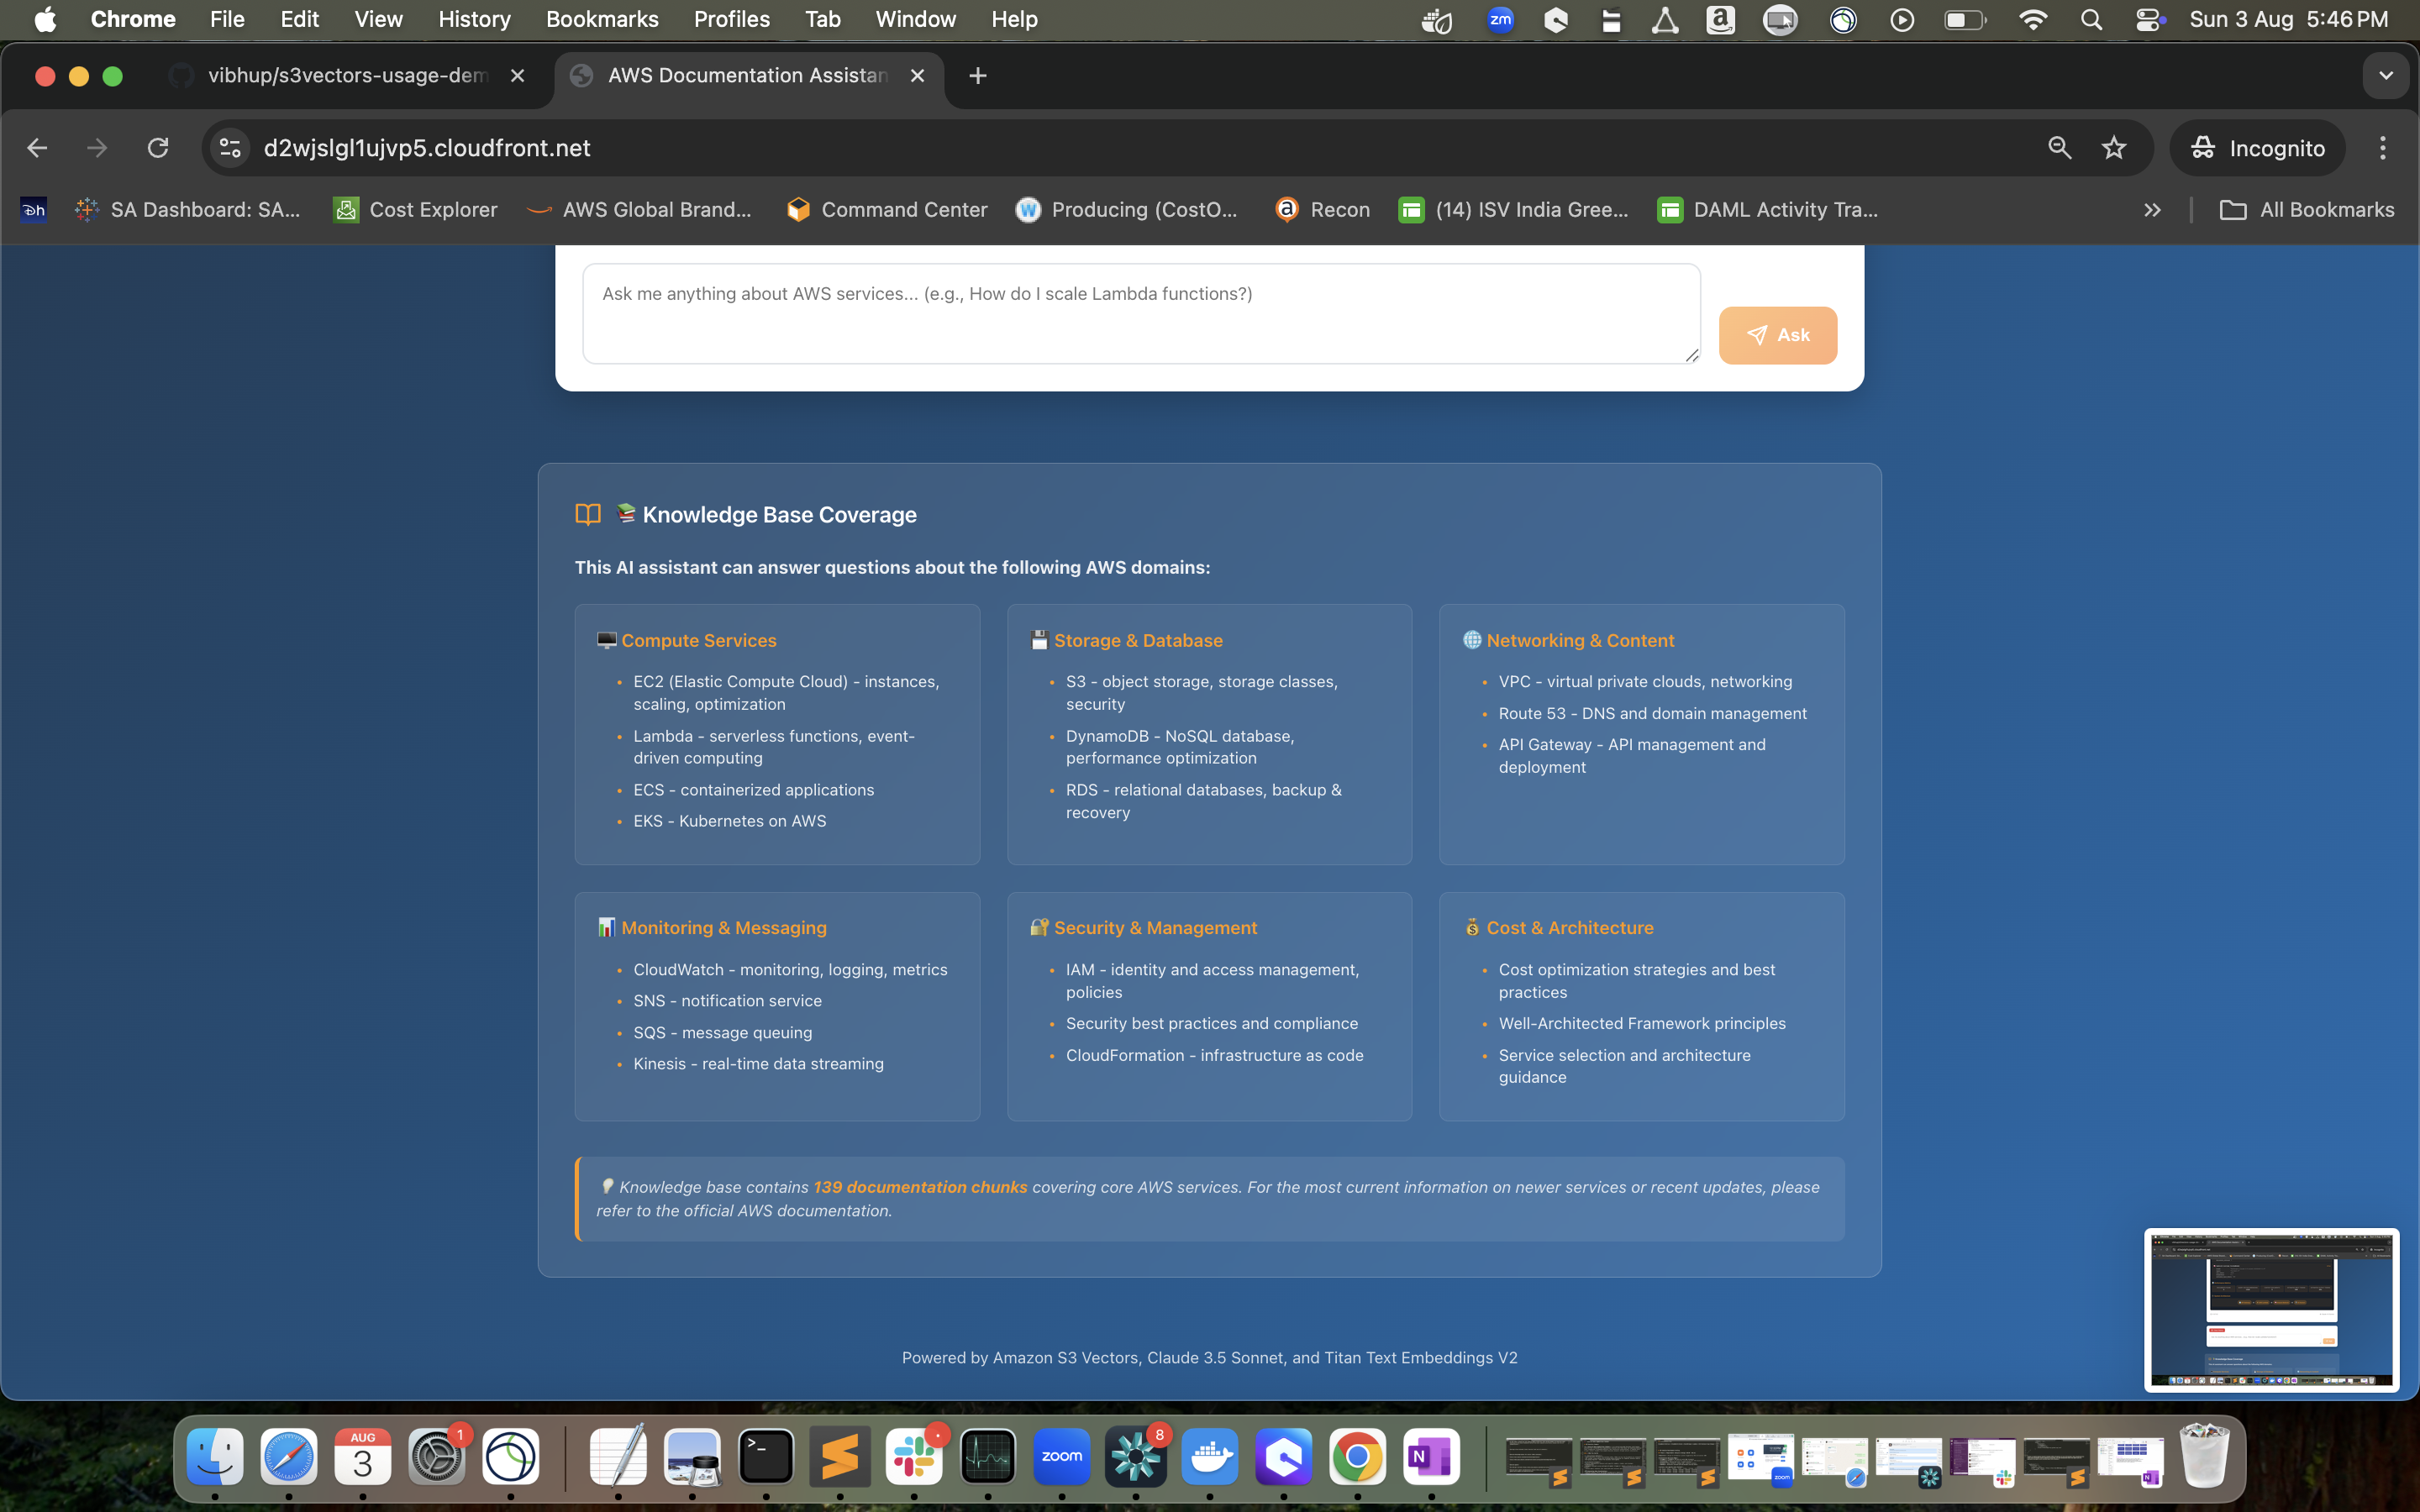 Chrome File Edit View History Bookmarks Profiles Tab Window Help zm a Sun 3 Aug 5:46 PM
vibhup/s3vectors-usage-dem AWS Documentation Assistan
d2wjslgl1ujvp5.cloudfront.net Incognito
Dh SA Dashboard: SA... Cost Explorer AWS Global Brand... Command Center W Producing (CostO... a Recon (14) ISV India Gree... DAML Activity Tra... All Bookmarks
Ask me anything about AWS services... (e.g., How do I scale Lambda functions?)
Ask
Knowledge Base Coverage
This AI assistant can answer questions about the following AWS domains:
Compute Services
• EC2 (Elastic Compute Cloud) - instances,
scaling, optimization
• Lambda - serverless functions, event-
driven computing
• ECS - containerized applications
• EKS - Kubernetes on AWS
Storage & Database
• S3 - object storage, storage classes,
security
• DynamoDB - NoSQL database,
performance optimization
• RDS - relational databases, backup &
recovery
Networking & Content
• VPC - virtual private clouds, networking
• Route 53 - DNS and domain management
• API Gateway - API management and
deployment
Monitoring & Messaging
• CloudWatch - monitoring, logging, metrics
• SNS - notification service
• SQS - message queuing
• Kinesis - real-time data streaming
Security & Management
• IAM - identity and access management,
policies
• Security best practices and compliance
• CloudFormation - infrastructure as code
Cost & Architecture
• Cost optimization strategies and best
practices
• Well-Architected Framework principles
• Service selection and architecture
guidance
Knowledge base contains 139 documentation chunks covering core AWS services. For the most current information on newer services or recent updates, please
refer to the official AWS documentation.
Powered by Amazon S3 Vectors, Claude 3.5 Sonnet, and Titan Text Embeddings V2
AUG
3
1
zoom
8
N